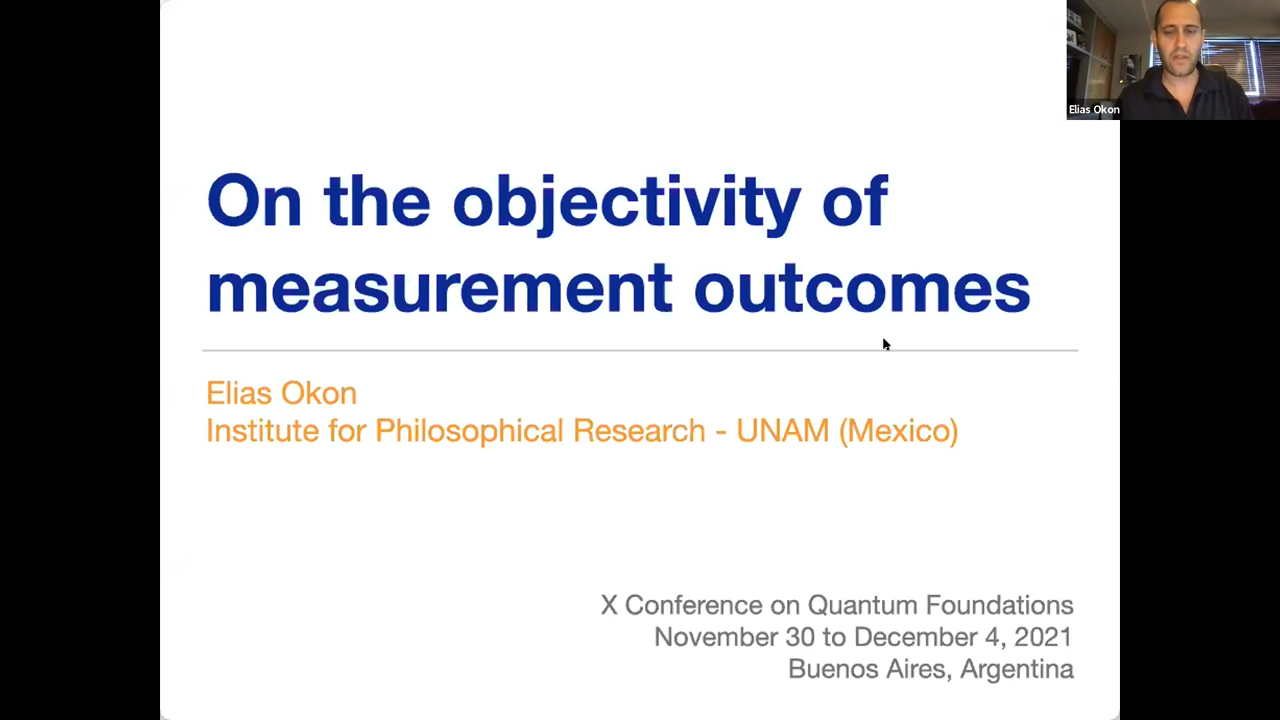 Elias Okon
On the objectivity of
measurement outcomes
Elias Okon
Institute for Philosophical Research - UNAM (Mexico)
X Conference on Quantum Foundations
November 30 to December 4, 2021
Buenos Aires, Argentina